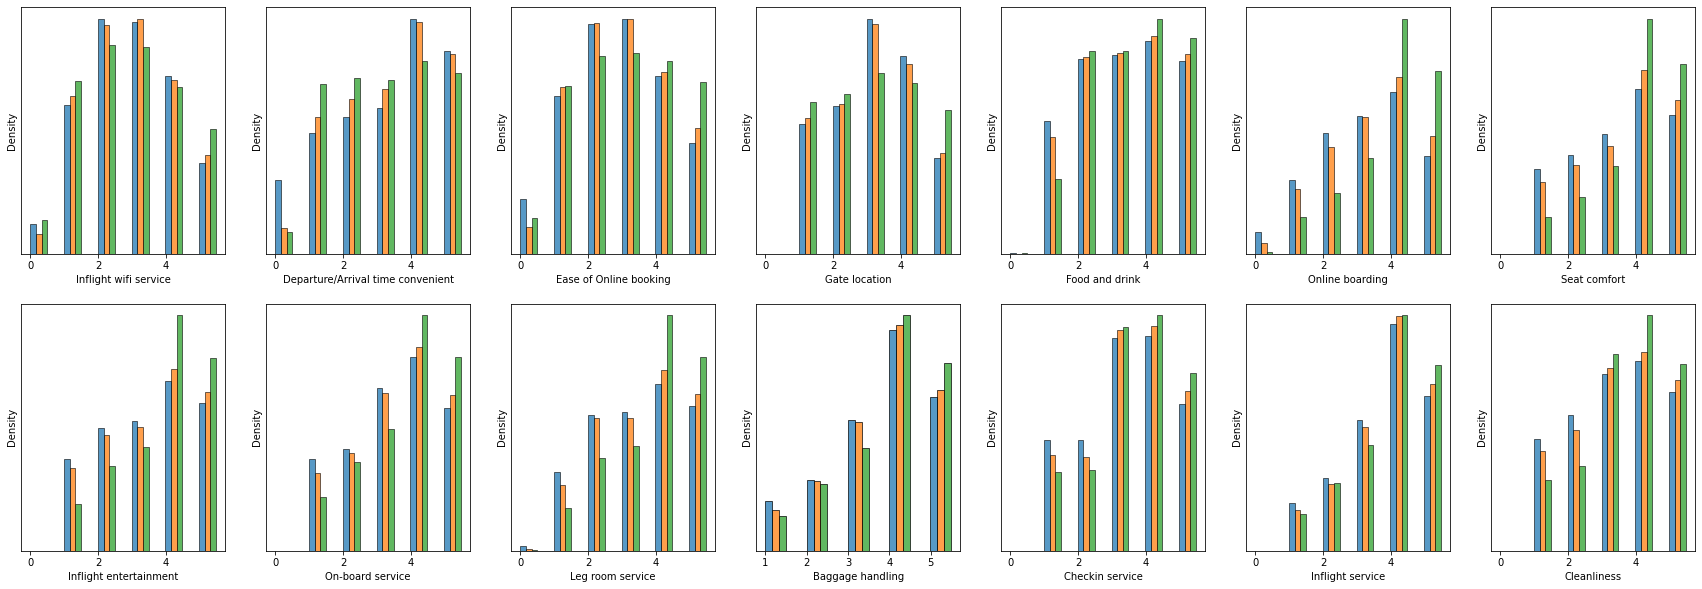 Density
0 2 4
Inflight wifi service
Density
0 2 4
Departure/Arrival time convenient
Density
0 2 4
Ease of Online booking
Density
0 2 4
Gate location
Density
0 2 4
Food and drink
Density
0 2 4
Online boarding
Density
0 2 4
Seat comfort
Density
0 2 4
Inflight entertainment
Density
0 2 4
On-board service
Density
0 2 4
Leg room service
Density
1 2 3 4 5
Baggage handling
Density
0 2 4
Checkin service
Density
0 2 4
Inflight service
Density
0 2 4
Cleanliness